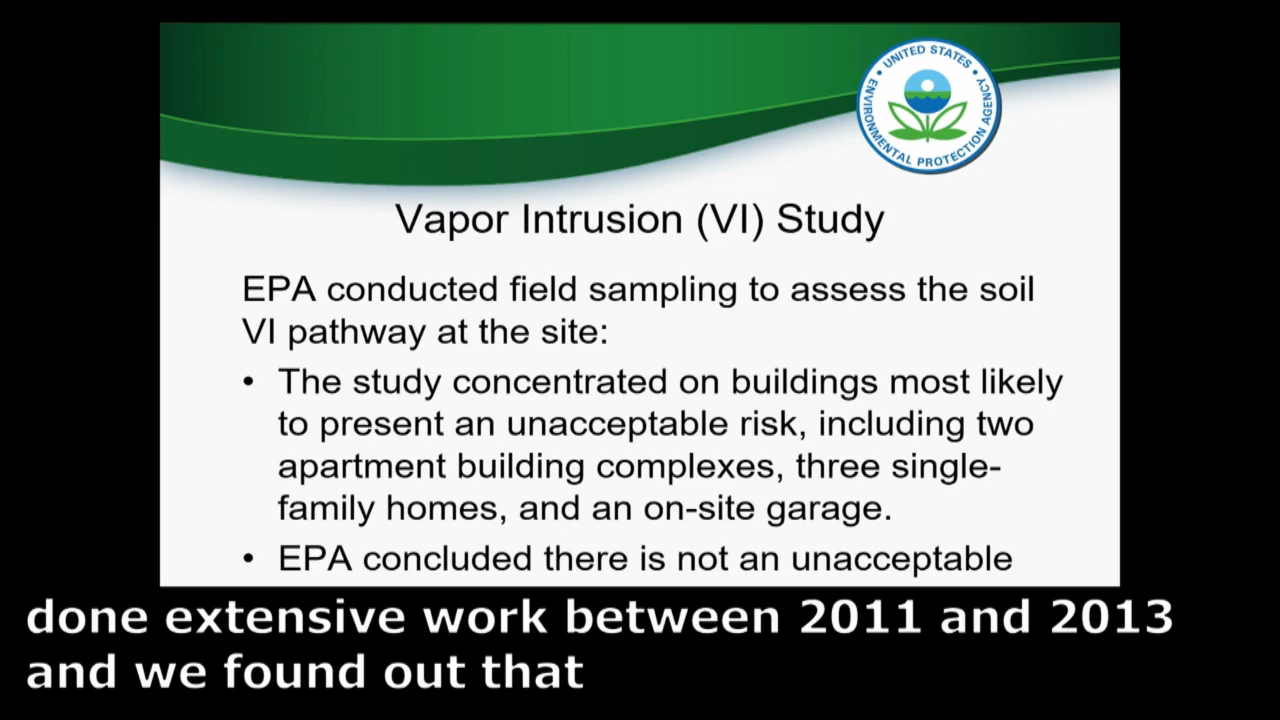 UNITED STATES
ENVIRONMENTAL PROTECTION AGENCY
Vapor Intrusion (VI) Study
EPA conducted field sampling to assess the soil
VI pathway at the site:
• The study concentrated on buildings most likely
to present an unacceptable risk, including two
apartment building complexes, three single-
family homes, and an on-site garage.
• EPA concluded there is not an unacceptable
done extensive work between 2011 and 2013
and we found out that